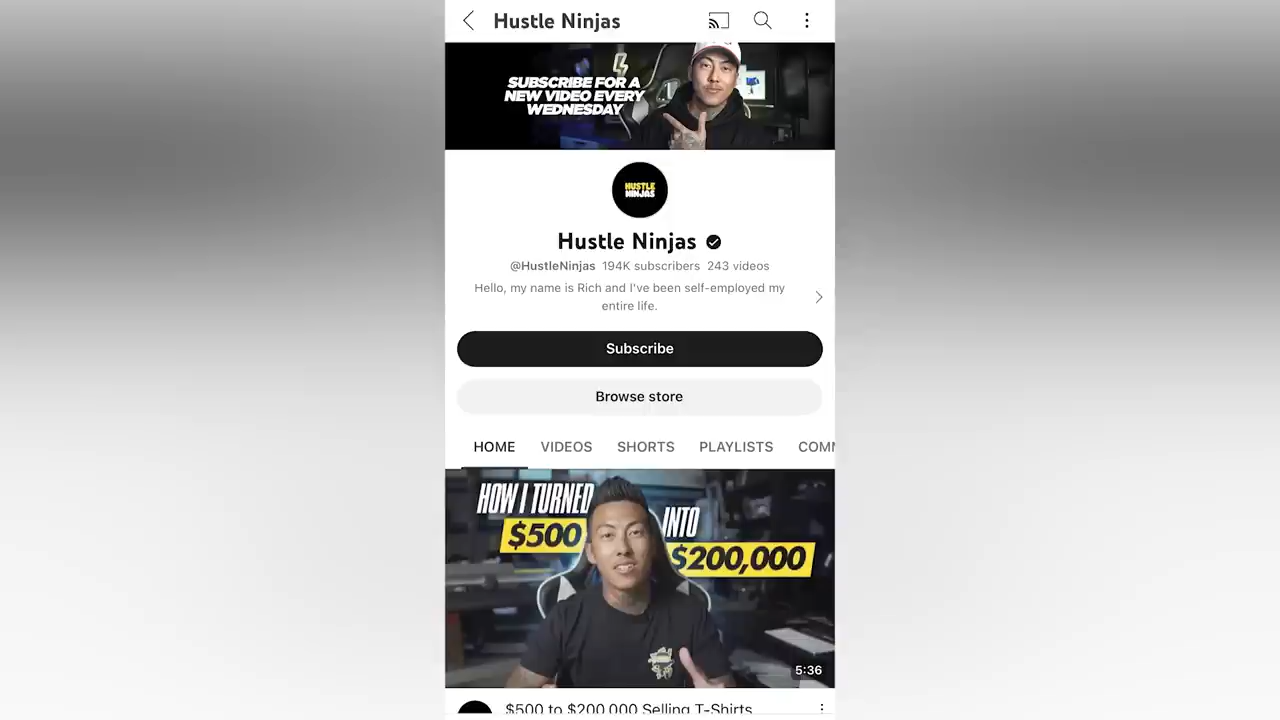 Hustle Ninjas
SUBSCRIBE FOR A
NEW VIDEO EVERY
WEDNESDAY
HUSTLE
NINJAS
Hustle Ninjas
@HustleNinjas 194K subscribers 243 videos
Hello, my name is Rich and I've been self-employed my
entire life.
Subscribe
Browse store
HOME VIDEOS SHORTS PLAYLISTS COMM
HOW I TURNED
$500 INTO
$200,000
5:36
$500 to $200,000 Selling T-Shirts